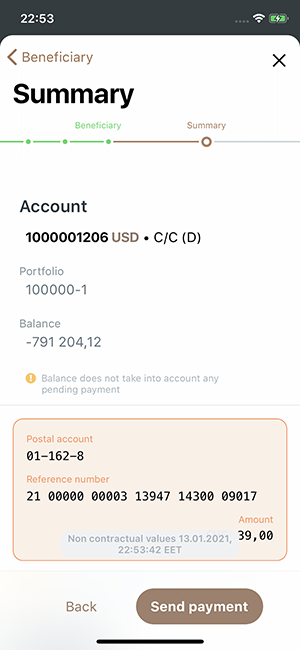 22:53
Beneficiary
Summary
Beneficiary
Summary
Account
1000001206 USD • C/C (D)
Portfolio
100000-1
Balance
-791 204,12
Balance does not take into account any
pending payment
Postal account
01-162-8
Reference number
21 00000 00003 13947 14300 09017
Amount
39,00
Non contractual values 13.01.2021,
22:53:42 EET
Back
Send payment